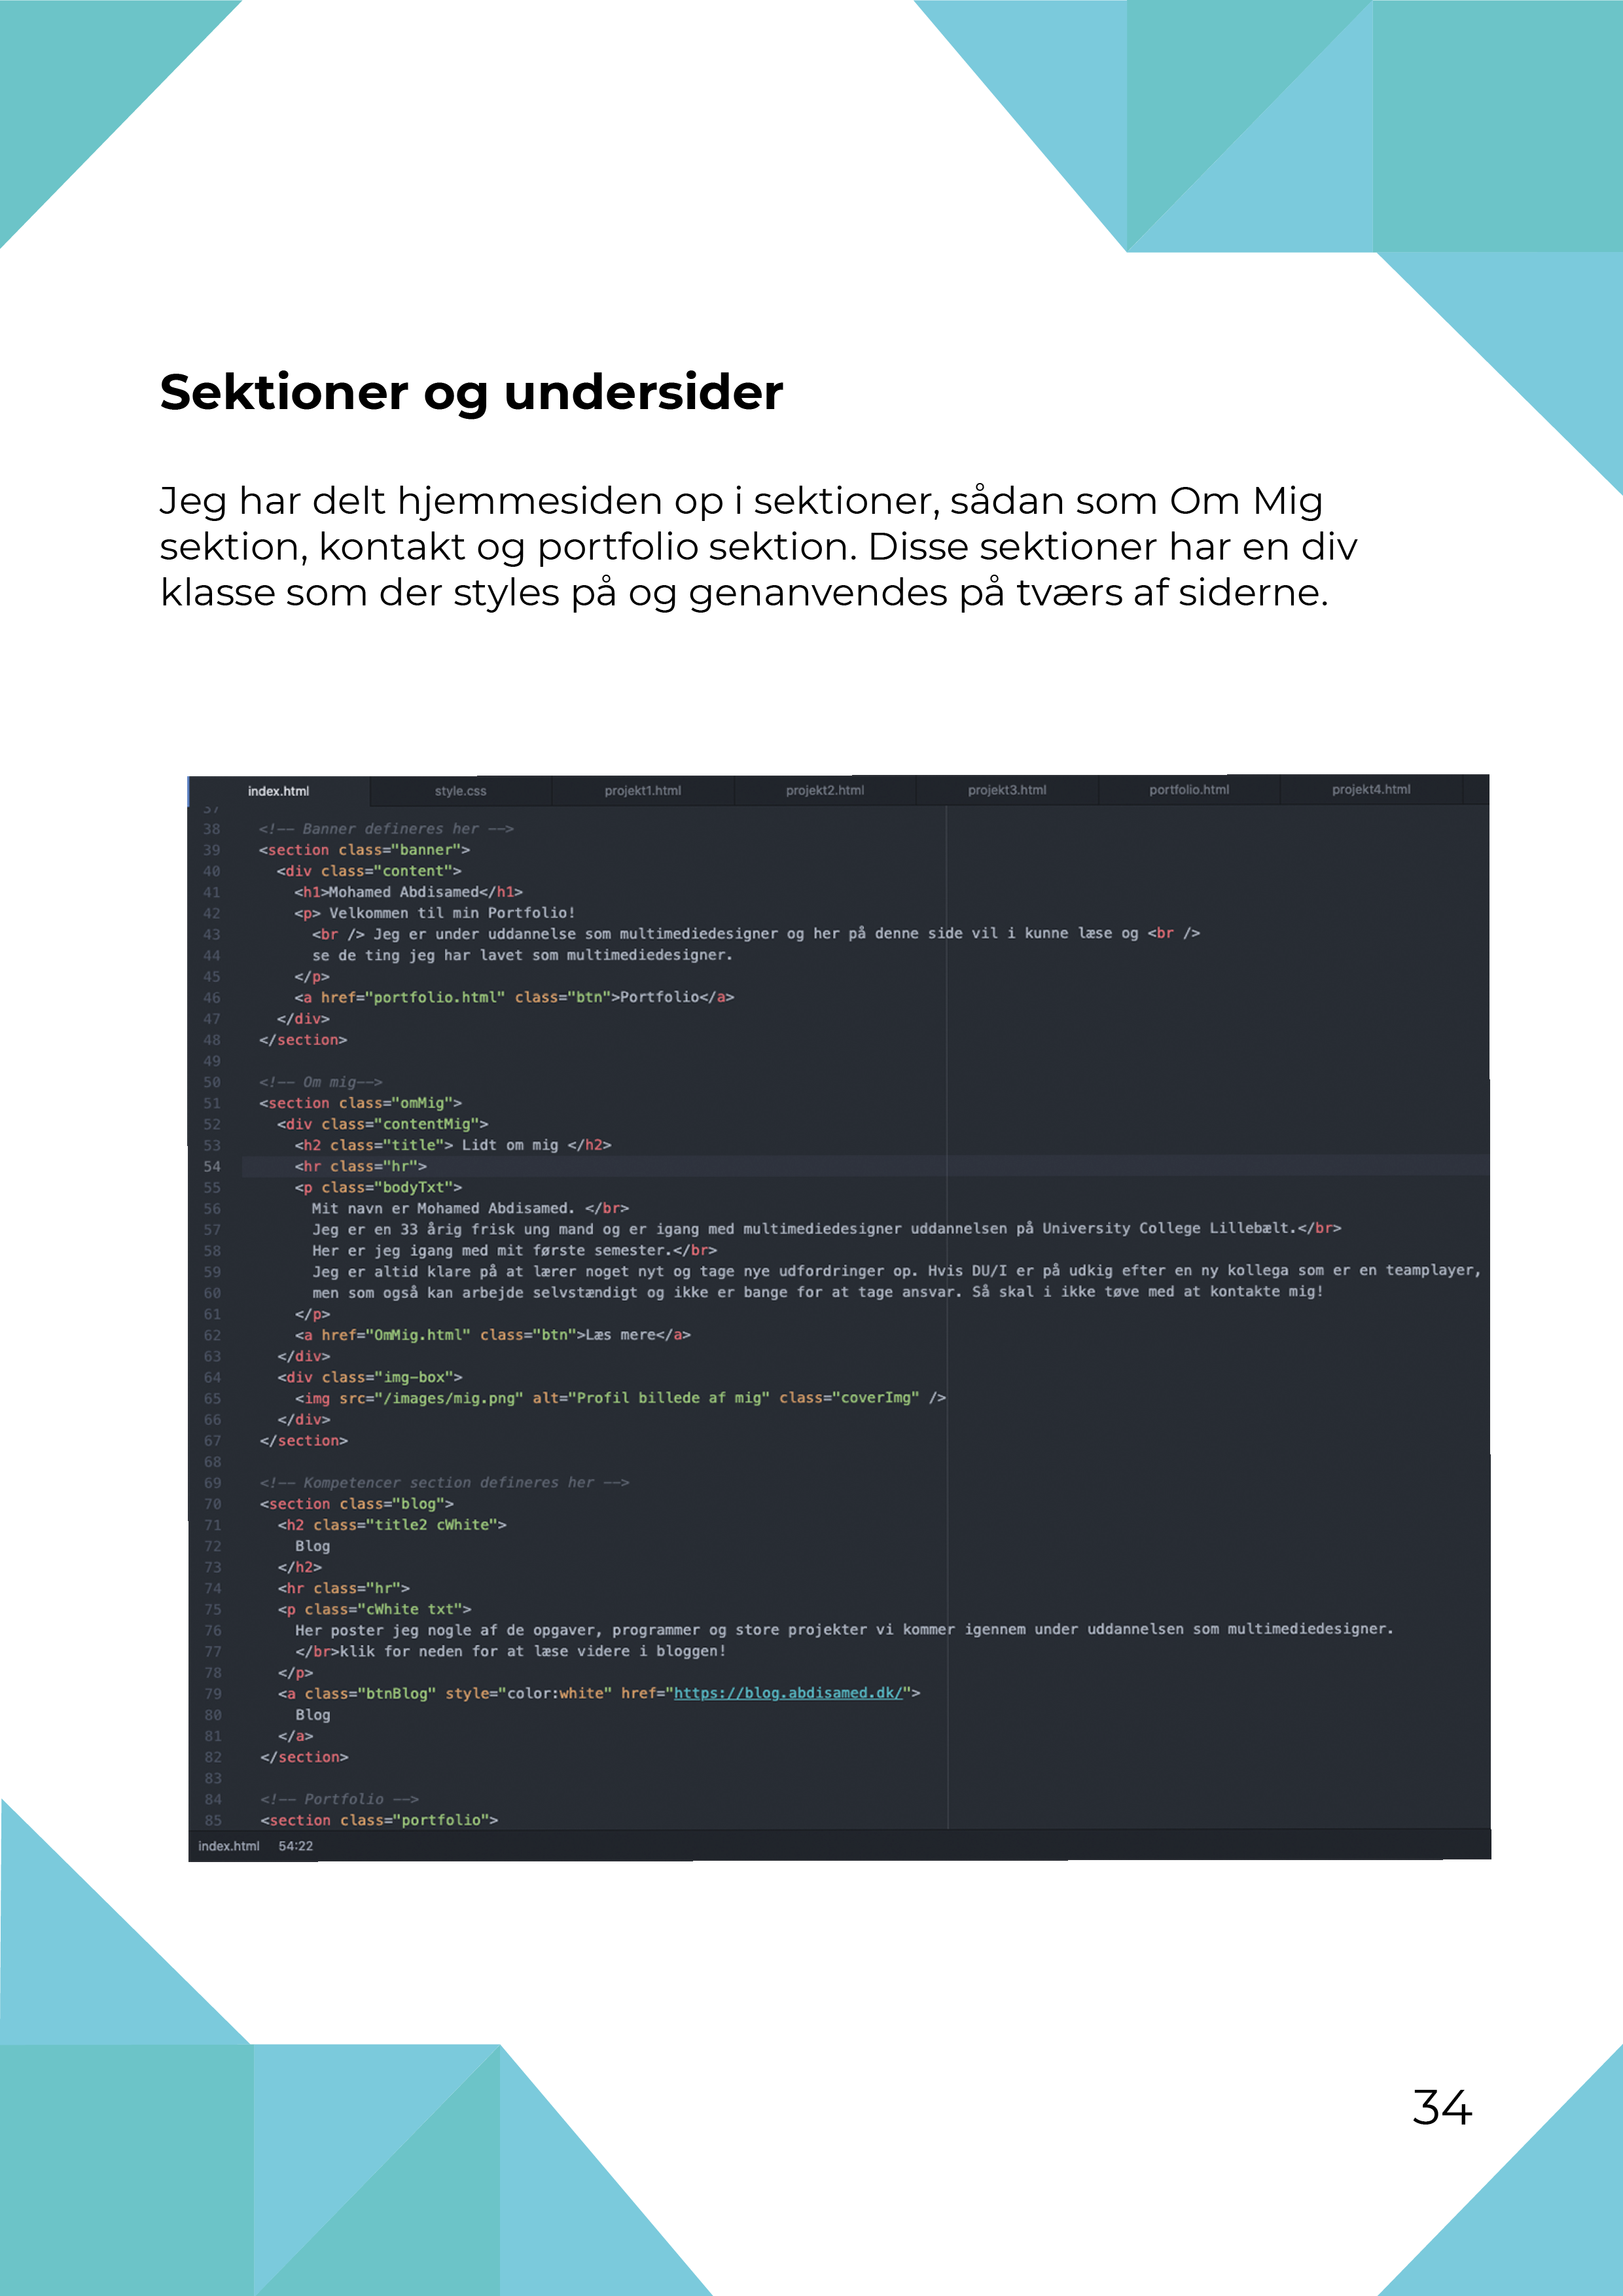 Sektioner og undersider
Jeg har delt hjemmesiden op i sektioner, sådan som Om Mig
sektion, kontakt og portfolio sektion. Disse sektioner har en div
klasse som der styles på og genanvendes på tværs af siderne.
index.html style.css projekt1.html projekt2.html projekt3.html portfolio.html projekt4.html
37
38 <!-- Banner defineres her -->
39 <section class="banner">
40 <div class="content">
41 <h1>Mohamed Abdisamed</h1>
42 <p> Velkommen til min Portfolio!
43 <br /> Jeg er under uddannelse som multimediedesigner og her på denne side vil i kunne læse og <br />
44 se de ting jeg har lavet som multimediedesigner.
45 </p>
46 <a href="portfolio.html" class="btn">Portfolio</a>
47 </div>
48 </section>
49
50 <!-- Om mig-->
51 <section class="omMig">
52 <div class="contentMig">
53 <h2 class="title"> Lidt om mig </h2>
54 <hr class="hr">
55 <p class="bodyTxt">
56 Mit navn er Mohamed Abdisamed. </br>
57 Jeg er en 33 årig frisk ung mand og er igang med multimediedesigner uddannelsen på University College Lillebælt.</br>
58 Her er jeg igang med mit første semester.</br>
59 Jeg er altid klare på at lærer noget nyt og tage nye udfordringer op. Hvis DU/I er på udkig efter en ny kollega som er en teamplayer,
60 men som også kan arbejde selvstændigt og ikke er bange for at tage ansvar. Så skal i ikke tøve med at kontakte mig!
61 </p>
62 <a href="OmMig.html" class="btn">Læs mere</a>
63 </div>
64 <div class="img-box">
65 <img src="/images/mig.png" alt="Profil billede af mig" class="coverImg" />
66 </div>
67 </section>
68
69 <!-- Kompetencer section defineres her -->
70 <section class="blog">
71 <h2 class="title2 cWhite">
72 Blog
73 </h2>
74 <hr class="hr">
75 <p class="cWhite txt">
76 Her poster jeg nogle af de opgaver, programmer og store projekter vi kommer igennem under uddannelsen som multimediedesigner.
77 </br>klik for neden for at læse videre i bloggen!
78 </p>
79 <a class="btnBlog" style="color:white" href="https://blog.abdisamed.dk/">
80 Blog
81 </a>
82 </section>
83
84 <!-- Portfolio -->
85 <section class="portfolio">
index.html 54:22
34